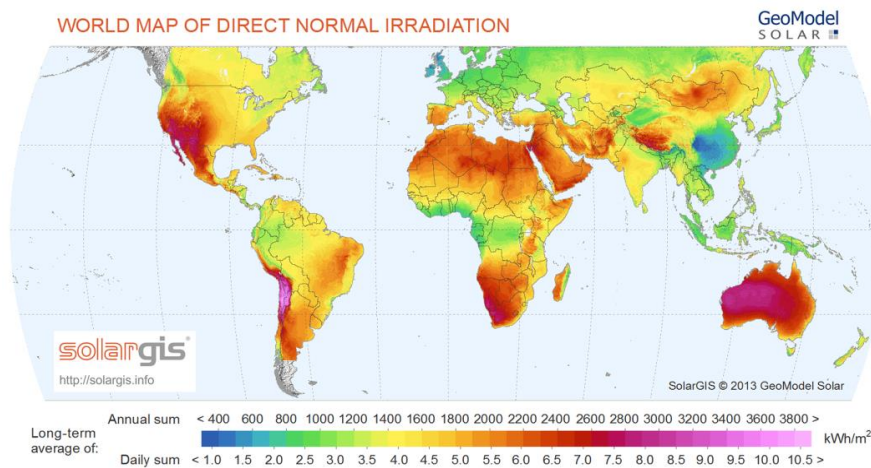 WORLD MAP OF DIRECT NORMAL IRRADIATION
GeoModel
SOLAR
solargis
http://solargis.info
SolarGIS © 2013 GeoModel Solar
Annual sum < 400 600 800 1000 1200 1400 1600 1800 2000 2200 2400 2600 2800 3000 3200 3400 3600 3800 >
Long-term average of: kWh/m²
Daily sum < 1.0 1.5 2.0 2.5 3.0 3.5 4.0 4.5 5.0 5.5 6.0 6.5 7.0 7.5 8.0 8.5 9.0 9.5 10.0 10.5 >